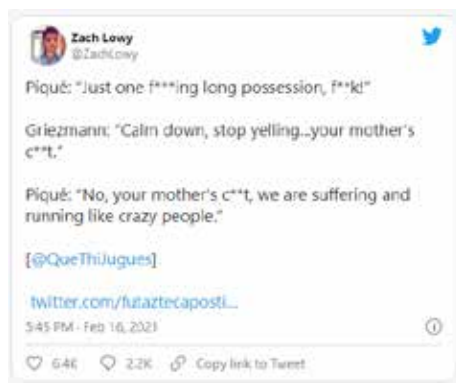 Zach Lowy
@ZachLowy
Piqué: "Just one f***ing long possession, f**k!"
Griezmann: "Calm down, stop yelling...your mother's
c**t."
Piqué: "No, your mother's c**t, we are suffering and
running like crazy people."
[@QueThiJugues]
twitter.com/futaztecaposti...
5:45 PM - Feb 16, 2021
6.4K 2.2K Copy link to Tweet